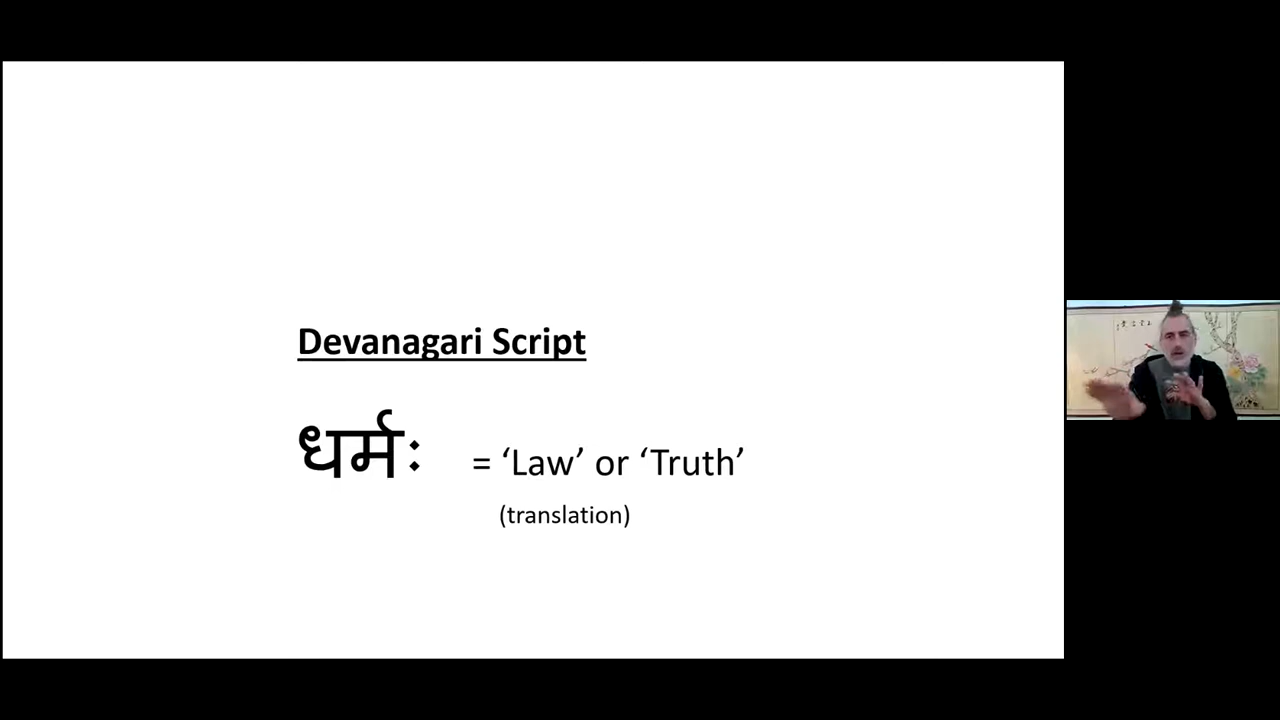 Devanagari Script
धर्मः = ‘Law’ or ‘Truth’
(translation)